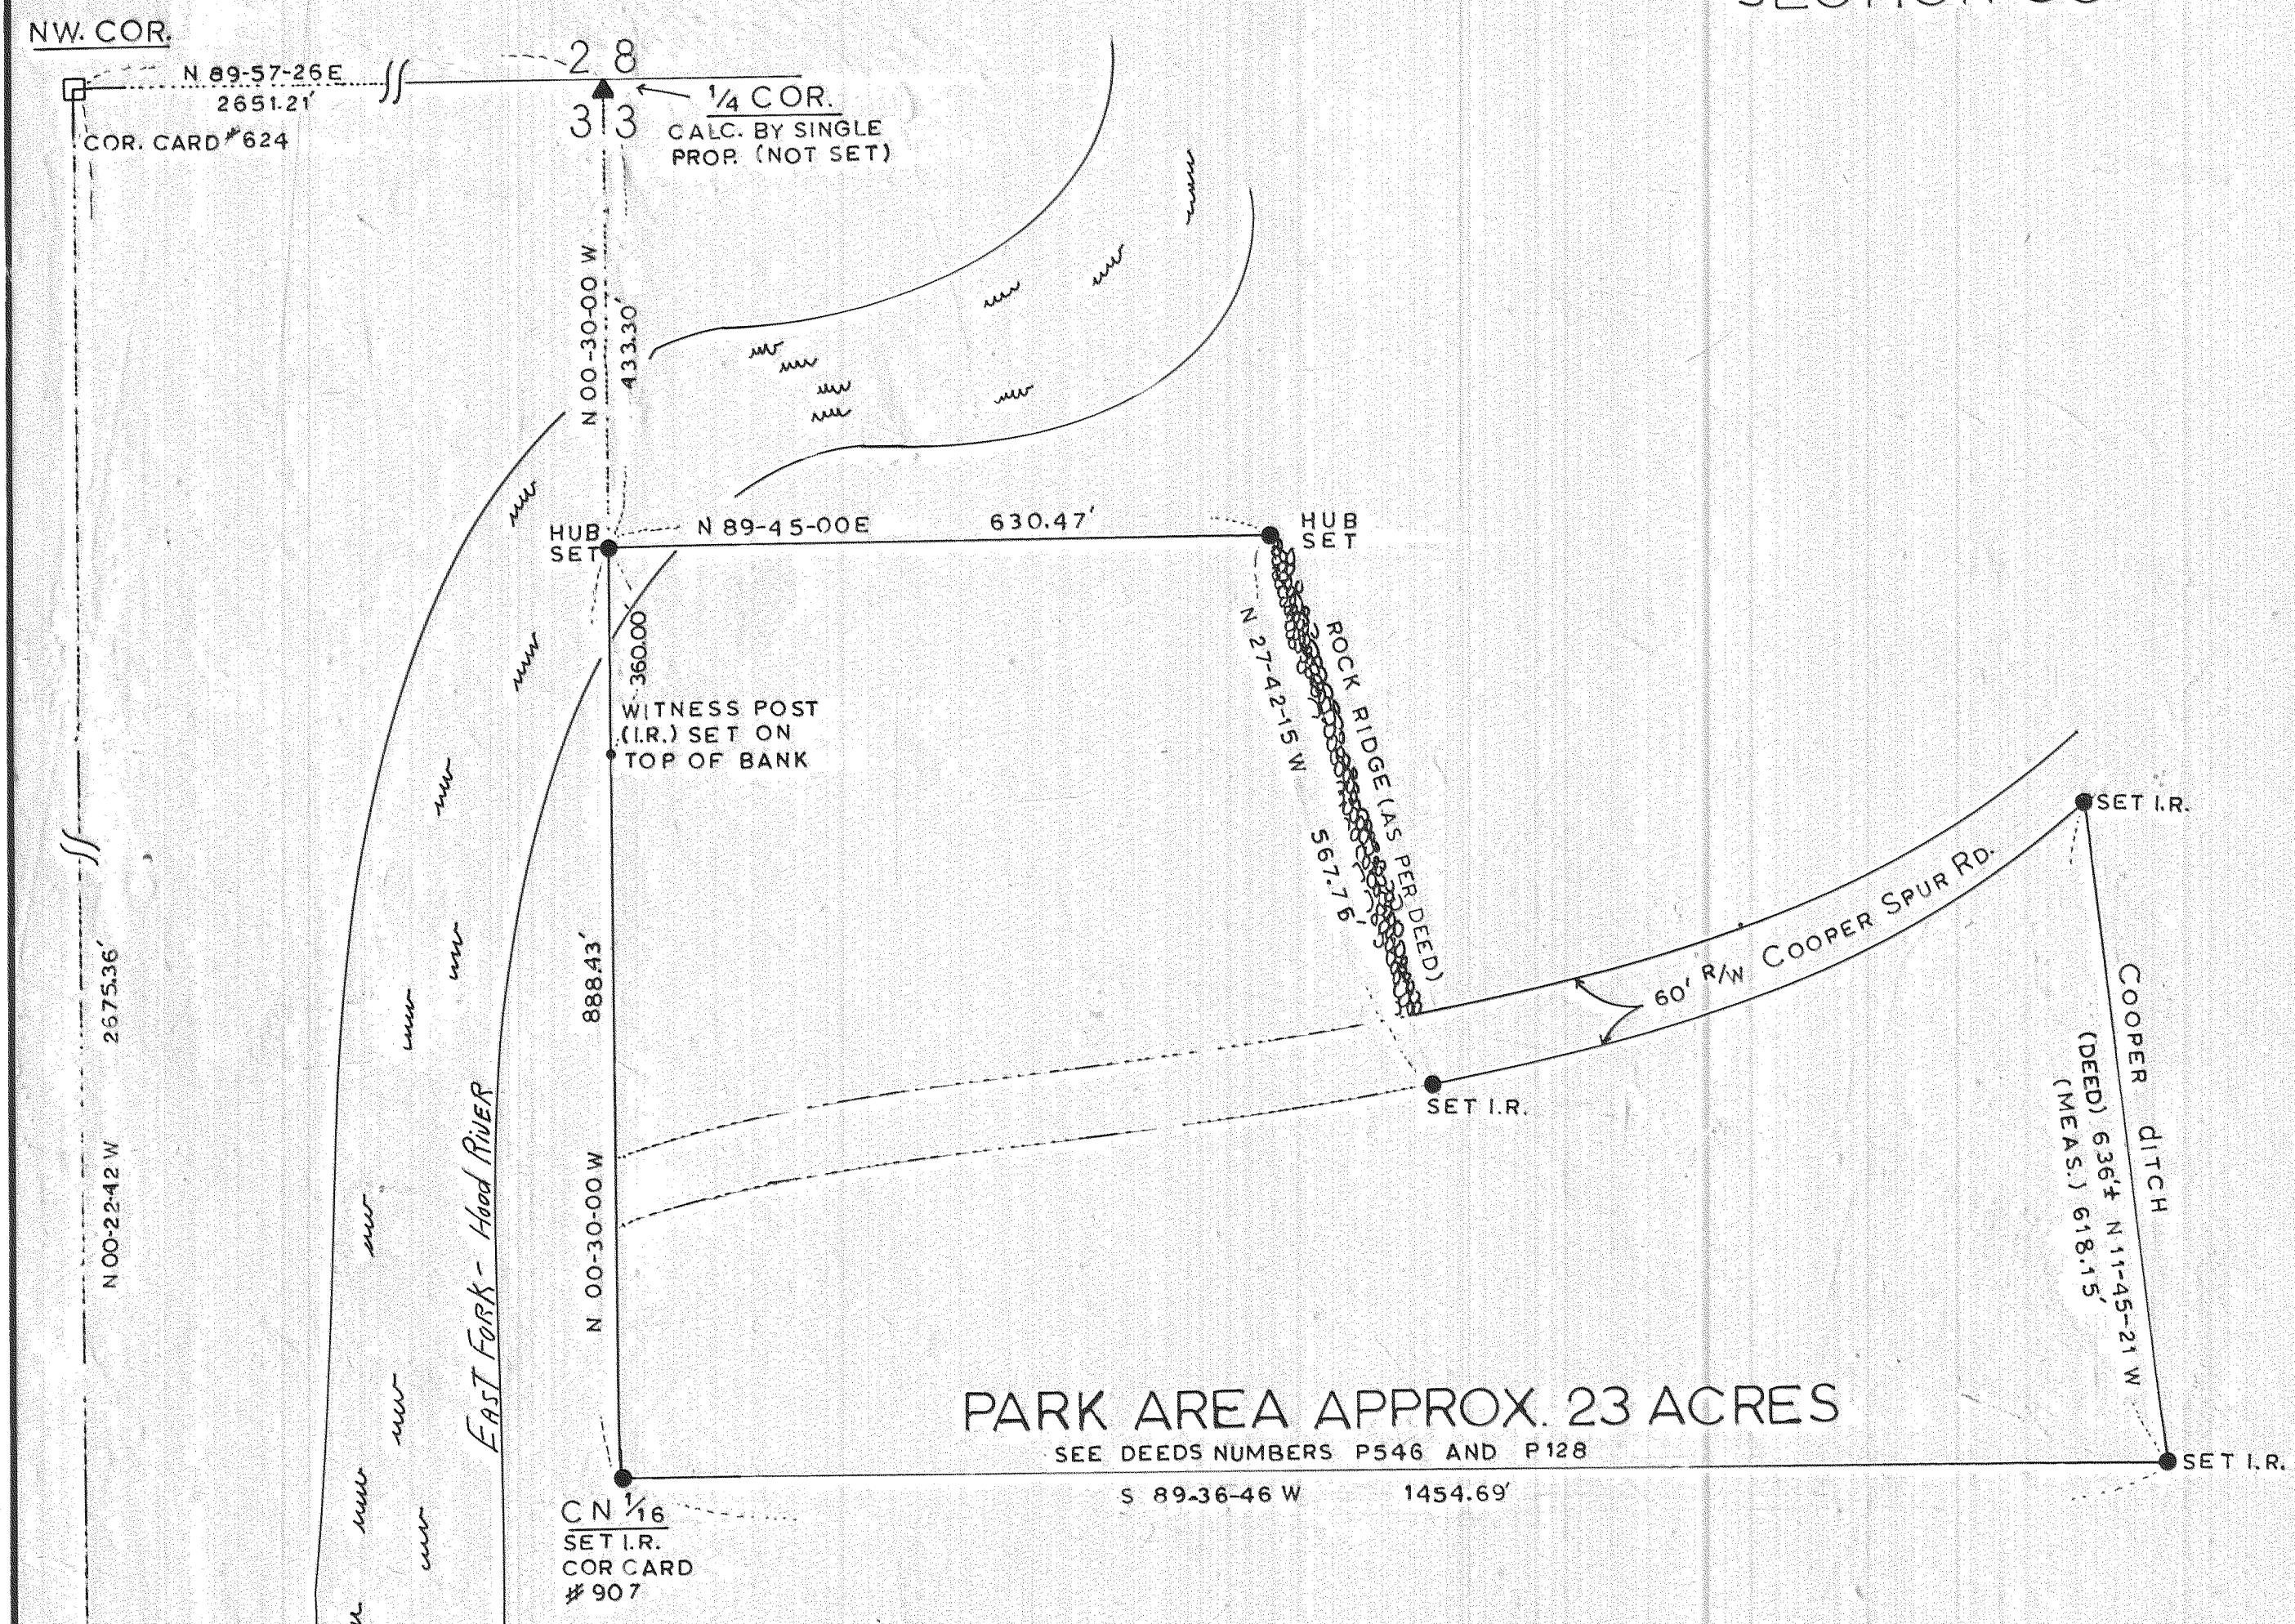 NW. COR.
N 89-57-26 E
2651.21'
COR. CARD #624
2 8
3 3
1/4 COR.
CALC. BY SINGLE
PROP. (NOT SET)
N 00-30-00 W
433.30'
HUB
SET
N 89-45-00 E
630.47'
HUB
SET
360.00'
WITNESS POST
(I.R.) SET ON
TOP OF BANK
N 27-42-15 W
ROCK RIDGE (AS PER DEED)
SET I.R.
60' R/W COOPER SPUR RD.
SET I.R.
COOPER dITCH
(DEED) 636'± N 11-45-21 W
(MEAS.) 618.15'
888.43'
N 00-30-00 W
2675.36'
N 00-22-42 W
EAST FORK - Hood RIVER
PARK AREA APPROX. 23 ACRES
SEE DEEDS NUMBERS P546 AND P128
S 89-36-46 W
1454.69'
SET I.R.
CN 1/16
SET I.R.
COR CARD
#907